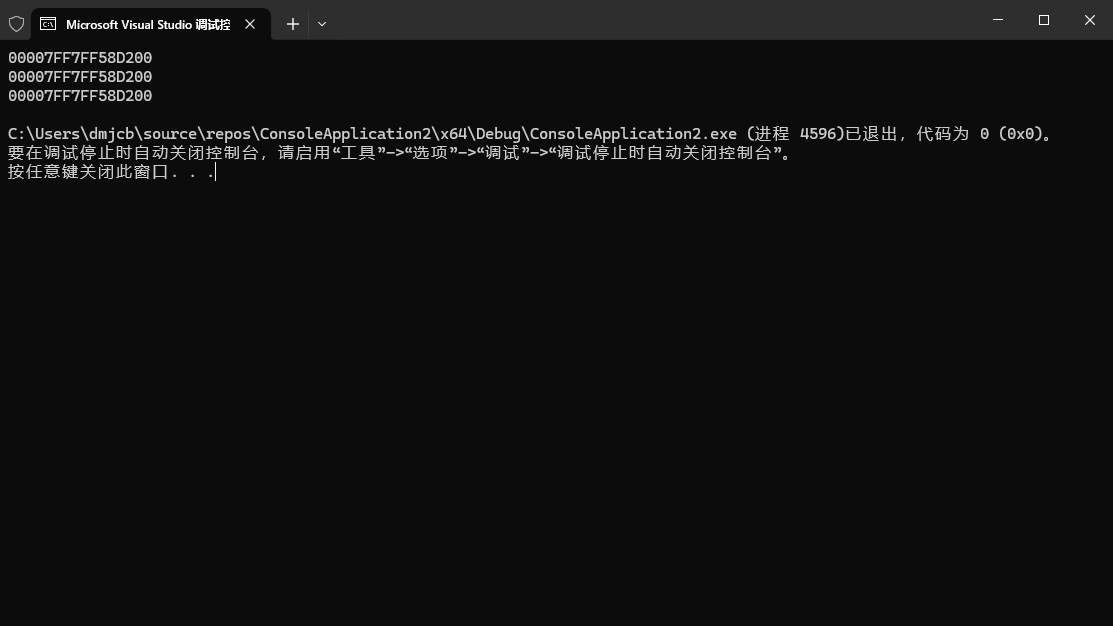 Microsoft Visual Studio 调试控
00007FF7FF58D200
00007FF7FF58D200
00007FF7FF58D200
C:\Users\dmjcb\source\repos\ConsoleApplication2\x64\Debug\ConsoleApplication2.exe (进程 4596)已退出，代码为 0 (0x0)。
要在调试停止时自动关闭控制台，请启用“工具”->“选项”->“调试”->“调试停止时自动关闭控制台”。
按任意键关闭此窗口. . .